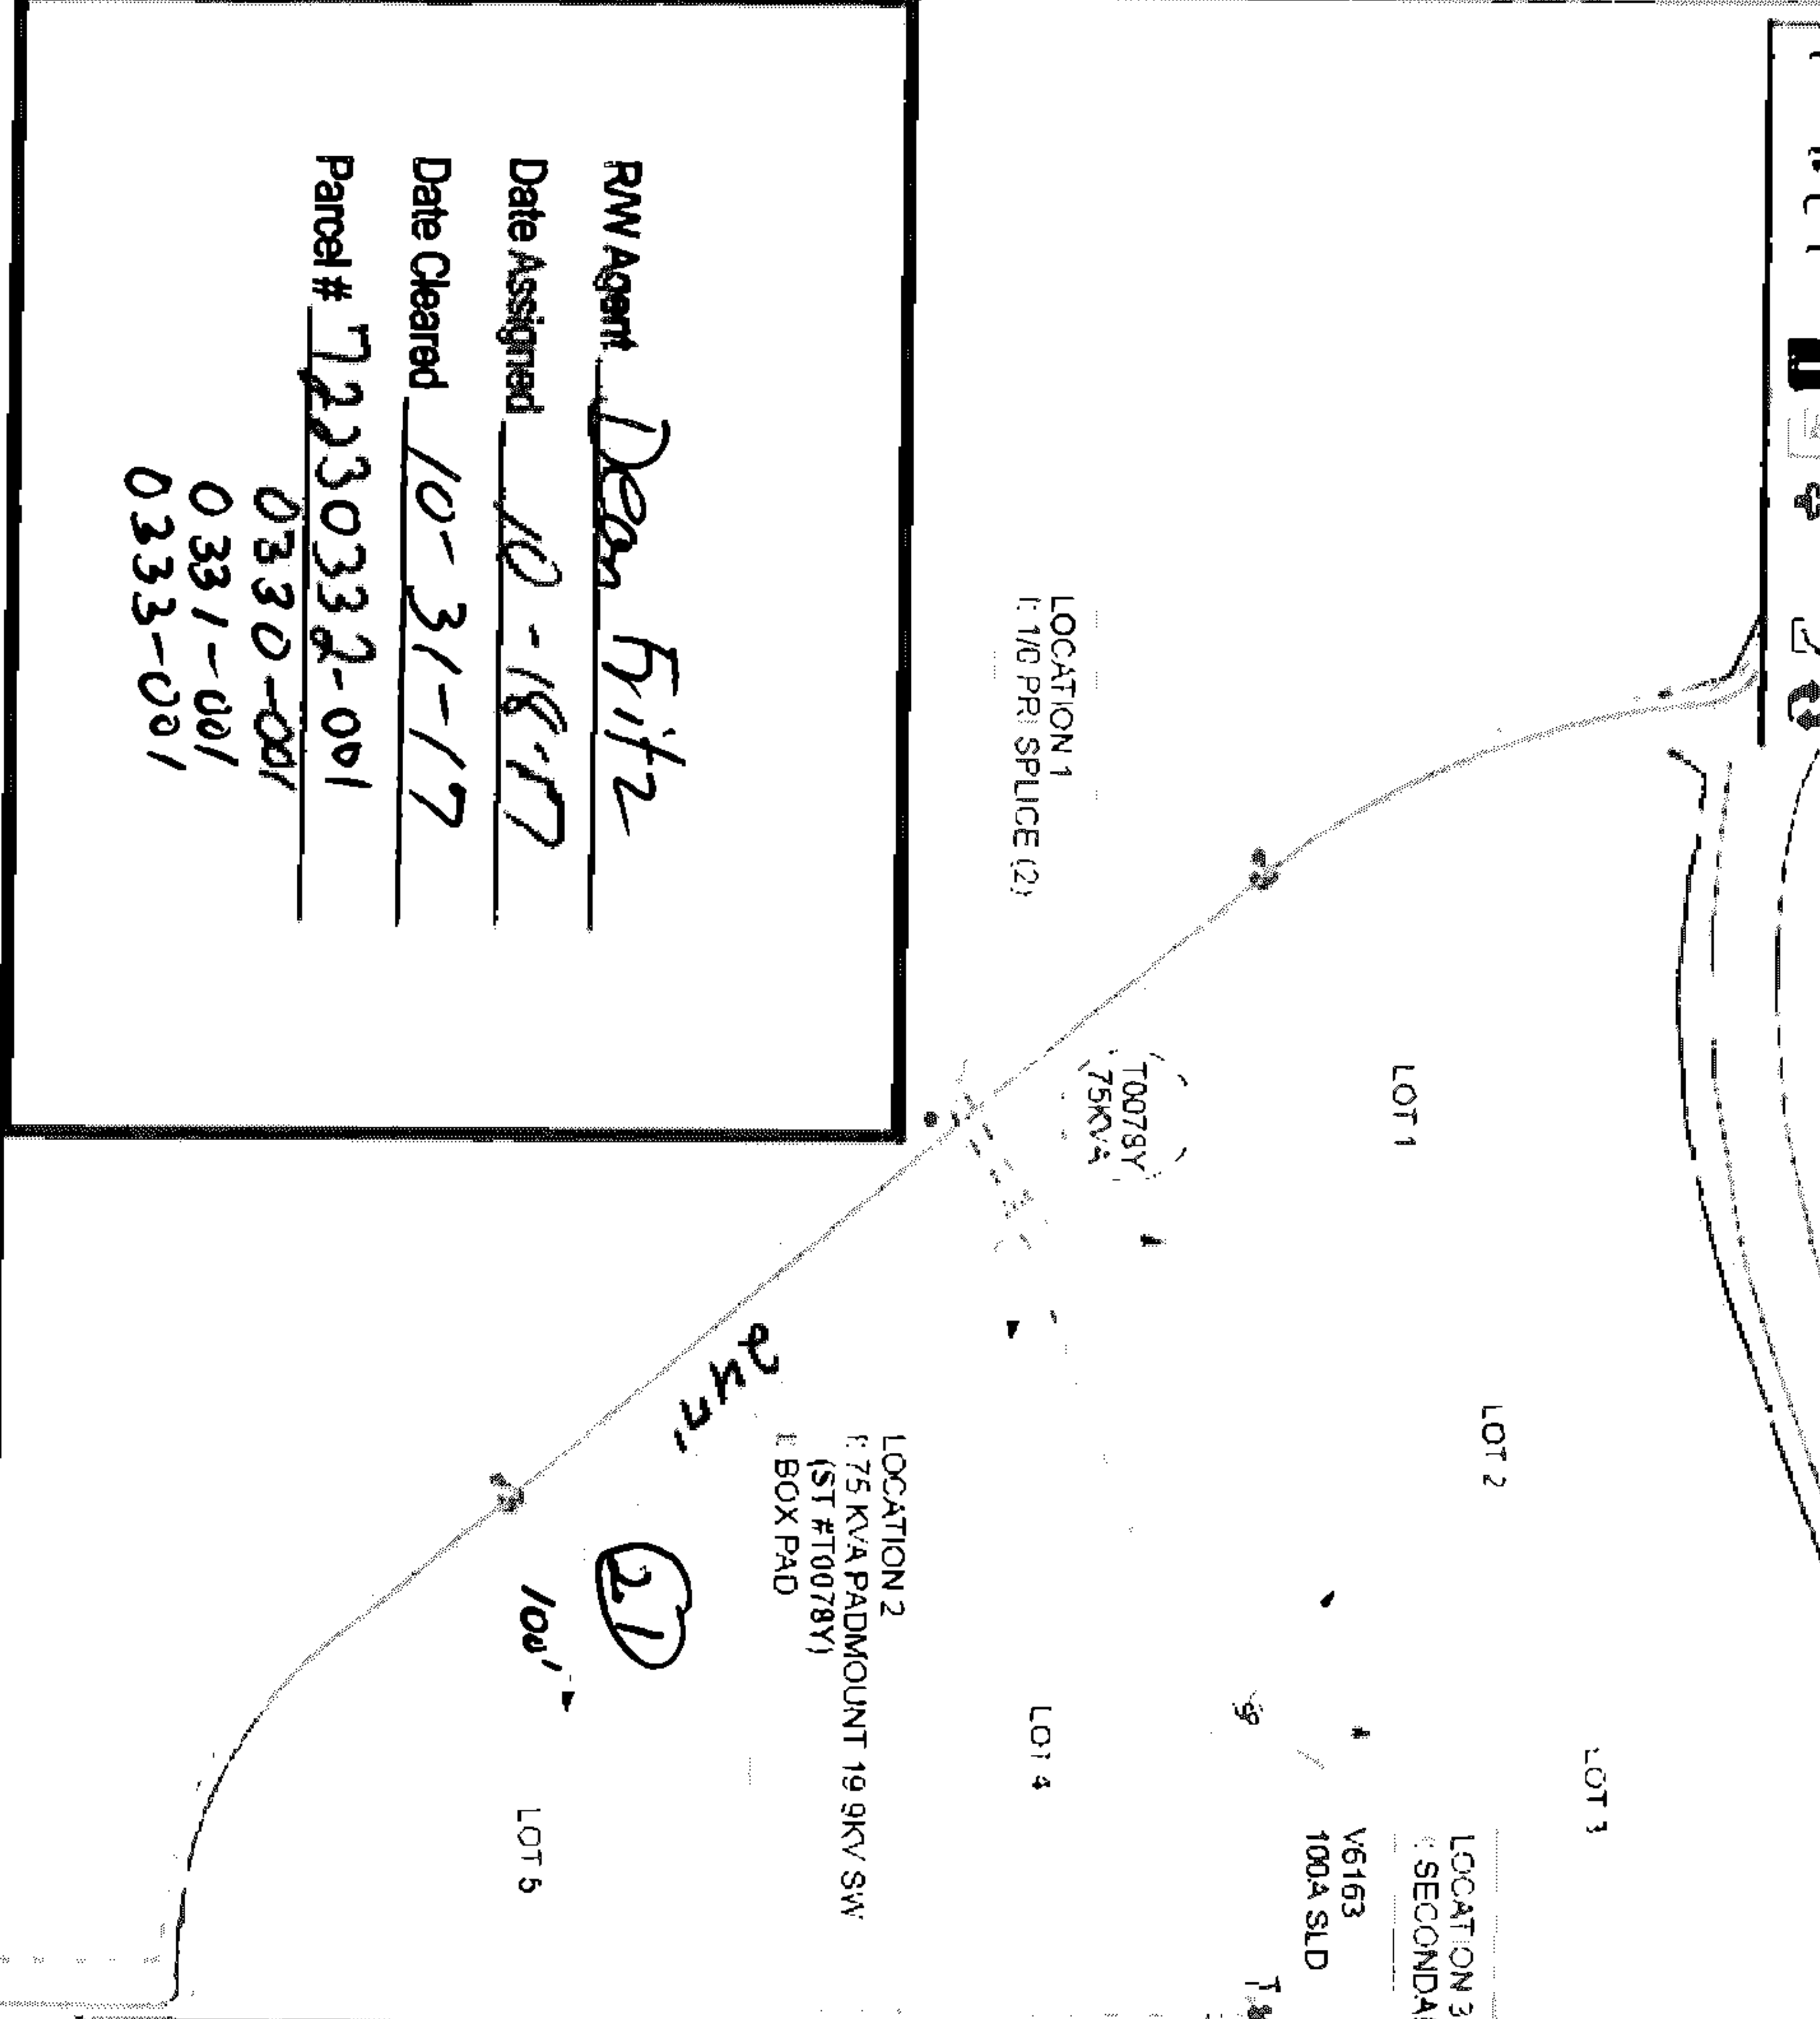 R/W Agent Dean Fritz
Date Assigned 10-18-17
Date Cleared 10-31-17
Parcel # 72230332-001
0330-001
0331-001
0333-001
LOCATION 1
I: 1/0 PRI SPLICE (2)
T0078Y
75KVA
LOT 1
LOT 2
LOT 3
LOT 4
LOT 5
LOCATION 2
I: 75 KVA PADMOUNT 19 9KV SW
(ST #T0078Y)
I: BOX PAD
21
100'
LOCATION 3
V6163
100A SLD